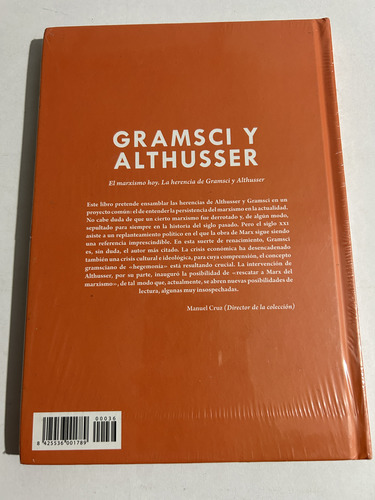 GRAMSCI Y
ALTHUSSER
El marxismo hoy. La herencia de Gramsci y Althusser
Este libro pretende ensamblar las herencias de Althusser y Gramsci en un
proyecto común: el de entender la persistencia del marxismo en la actualidad.
No cabe duda de que un cierto marxismo fue derrotado y, de algún modo,
sepultado para siempre en la historia del siglo pasado. Pero el siglo XXI
asiste a un replanteamiento político en el que la obra de Marx sigue siendo
una referencia imprescindible. En esta suerte de renacimiento, Gramsci
es, sin duda, el autor más citado. La crisis económica ha desencadenado
también una crisis cultural e ideológica, para cuya comprensión, el concepto
gramsciano de «hegemonía» está resultando crucial. La intervención de
Althusser, por su parte, inauguró la posibilidad de «rescatar a Marx del
marxismo», de tal modo que, actualmente, se abren nuevas posibilidades de
lectura, algunas muy insospechadas.
Manuel Cruz (Director de la colección)
00036
8 425536 001789